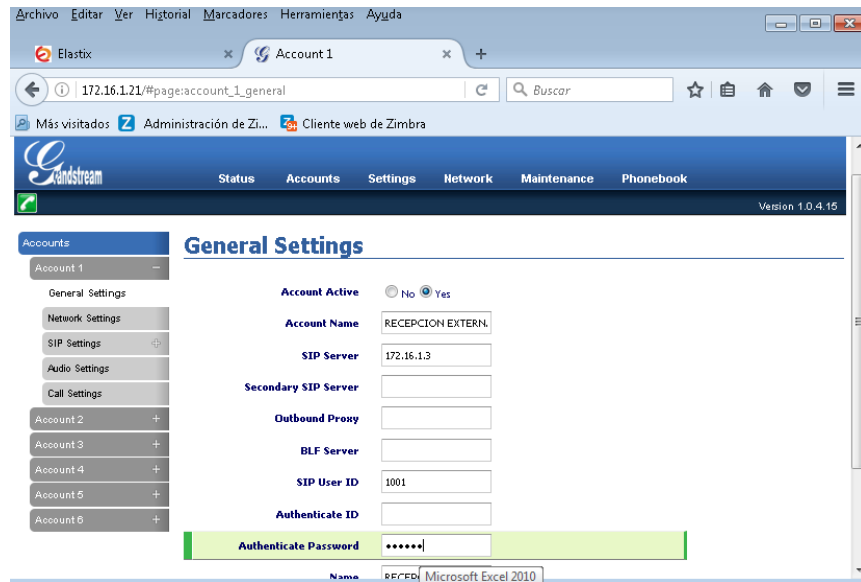 Archivo Editar Ver Historial Marcadores Herramientas Ayuda
Elastix
Account 1
172.16.1.21/#page:account_1_general
Buscar
Más visitados Administración de Zi... Cliente web de Zimbra
Grandstream
Status Accounts Settings Network Maintenance Phonebook
Version 1.0.4.15
Accounts
Account 1
General Settings
Network Settings
SIP Settings
Audio Settings
Call Settings
Account 2
Account 3
Account 4
Account 5
Account 6
General Settings
Account Active No Yes
Account Name RECEPCION EXTERN
SIP Server 172.16.1.3
Secondary SIP Server
Outbound Proxy
BLF Server
SIP User ID 1001
Authenticate ID
Authenticate Password ••••••
Name RECEP
Microsoft Excel 2010